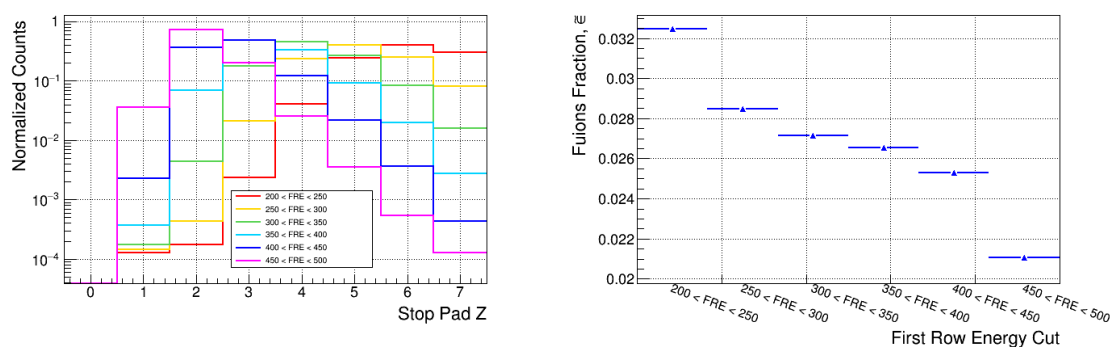 Normalized Counts
1
10⁻¹
10⁻²
10⁻³
10⁻⁴
0 1 2 3 4 5 6 7
Stop Pad Z
200 < FRE < 250
250 < FRE < 300
300 < FRE < 350
350 < FRE < 400
400 < FRE < 450
450 < FRE < 500
Fuions Fraction,
0.032
0.03
0.028
0.026
0.024
0.022
0.02
200 < FRE < 250
250 < FRE < 300
300 < FRE < 350
350 < FRE < 400
400 < FRE < 450
450 < FRE < 500
First Row Energy Cut